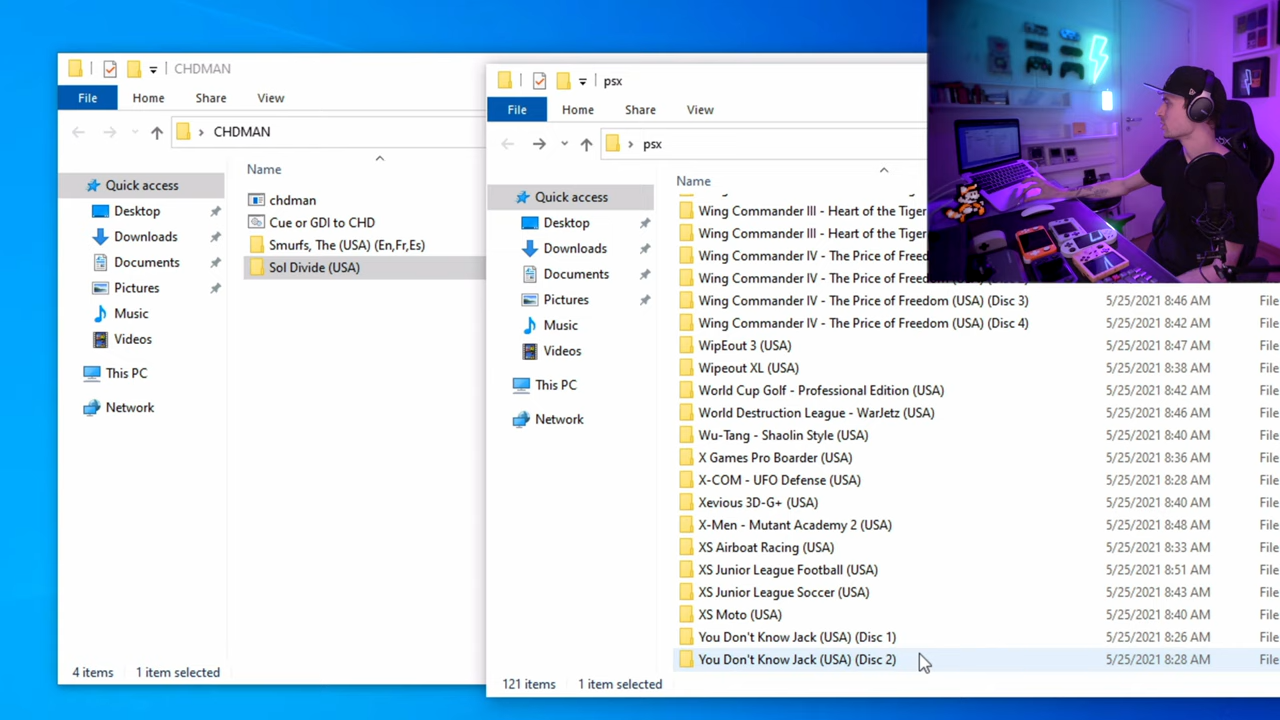 CHDMAN
File Home Share View
CHDMAN
Name
Quick access
Desktop
Downloads
Documents
Pictures
Music
Videos
This PC
Network
chdman
Cue or GDI to CHD
Smurfs, The (USA) (En,Fr,Es)
Sol Divide (USA)
4 items 1 item selected
psx
File Home Share View
psx
Name
Quick access
Desktop
Downloads
Documents
Pictures
Music
Videos
This PC
Network
Wing Commander III - Heart of the Tiger
Wing Commander III - Heart of the Tiger
Wing Commander IV - The Price of Freedom
Wing Commander IV - The Price of Freedom
Wing Commander IV - The Price of Freedom (USA) (Disc 3) 5/25/2021 8:46 AM File
Wing Commander IV - The Price of Freedom (USA) (Disc 4) 5/25/2021 8:42 AM File
WipEout 3 (USA) 5/25/2021 8:47 AM File
Wipeout XL (USA) 5/25/2021 8:38 AM File
World Cup Golf - Professional Edition (USA) 5/25/2021 8:42 AM File
World Destruction League - WarJetz (USA) 5/25/2021 8:46 AM File
Wu-Tang - Shaolin Style (USA) 5/25/2021 8:40 AM File
X Games Pro Boarder (USA) 5/25/2021 8:36 AM File
X-COM - UFO Defense (USA) 5/25/2021 8:28 AM File
Xevious 3D-G+ (USA) 5/25/2021 8:40 AM File
X-Men - Mutant Academy 2 (USA) 5/25/2021 8:48 AM File
XS Airboat Racing (USA) 5/25/2021 8:33 AM File
XS Junior League Football (USA) 5/25/2021 8:51 AM File
XS Junior League Soccer (USA) 5/25/2021 8:43 AM File
XS Moto (USA) 5/25/2021 8:40 AM File
You Don't Know Jack (USA) (Disc 1) 5/25/2021 8:26 AM File
You Don't Know Jack (USA) (Disc 2) 5/25/2021 8:28 AM File
121 items 1 item selected